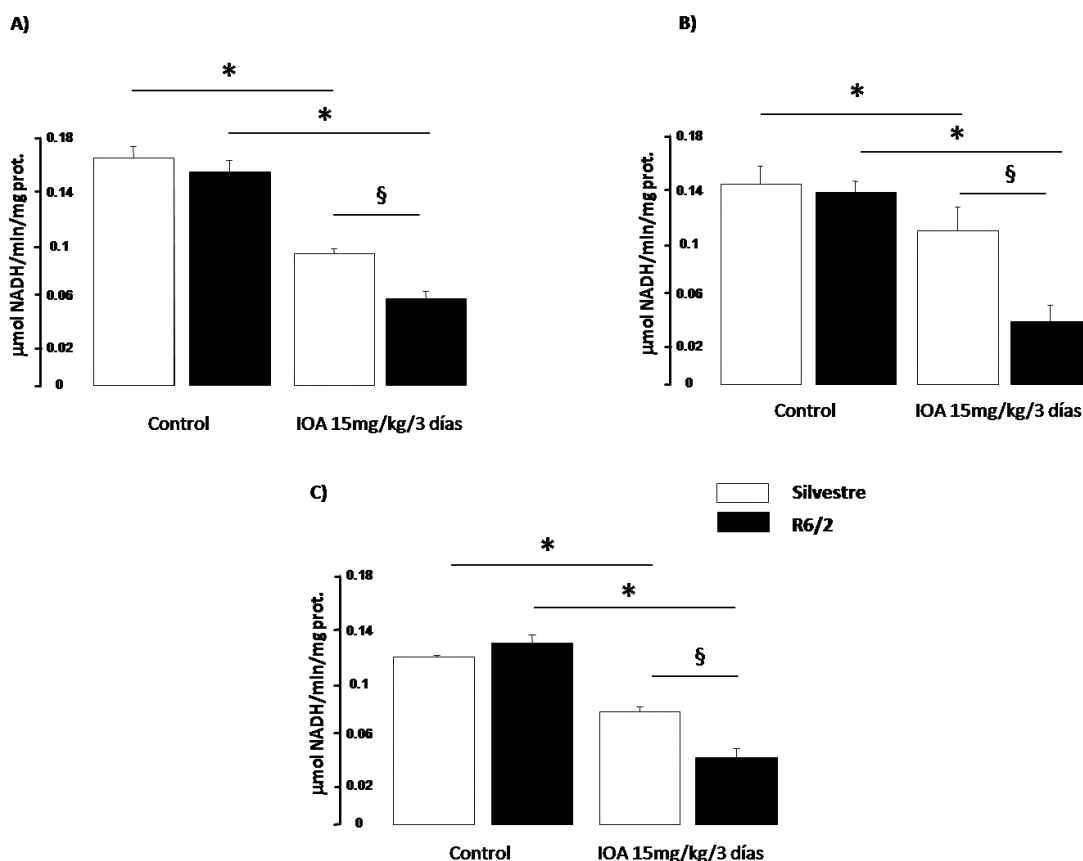 A)
*
*
§
0.18
0.14
0.1
0.06
0.02
0
µmol NADH/min/mg prot.
Control
IOA 15mg/kg/3 días
B)
*
*
§
0.18
0.14
0.1
0.06
0.02
0
µmol NADH/min/mg prot.
Control
IOA 15mg/kg/3 días
C)
Silvestre
R6/2
*
*
§
0.18
0.14
0.1
0.06
0.02
0
µmol NADH/min/mg prot.
Control
IOA 15mg/kg/3 días